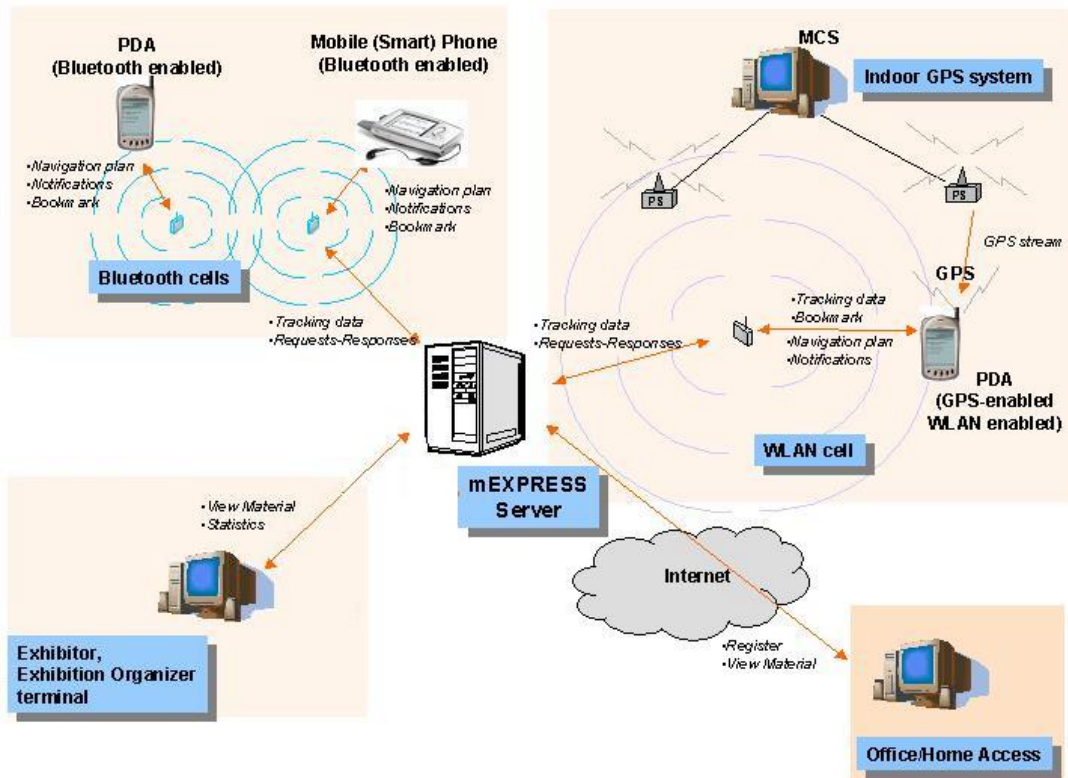 PDA
(Bluetooth enabled)
Mobile (Smart) Phone
(Bluetooth enabled)
•Navigation plan
•Notifications
•Bookmark
•Navigation plan
•Notifications
•Bookmark
Bluetooth cells
•Tracking data
•Requests-Responses
MCS
Indoor GPS system
PS
PS
GPS stream
GPS
•Tracking data
•Bookmark
•Navigation plan
•Notifications
•Tracking data
•Requests-Responses
PDA
(GPS-enabled
WLAN enabled)
WLAN cell
mEXPRESS
Server
•View Material
•Statistics
Exhibitor,
Exhibition Organizer
terminal
Internet
•Register
•View Material
Office/Home Access